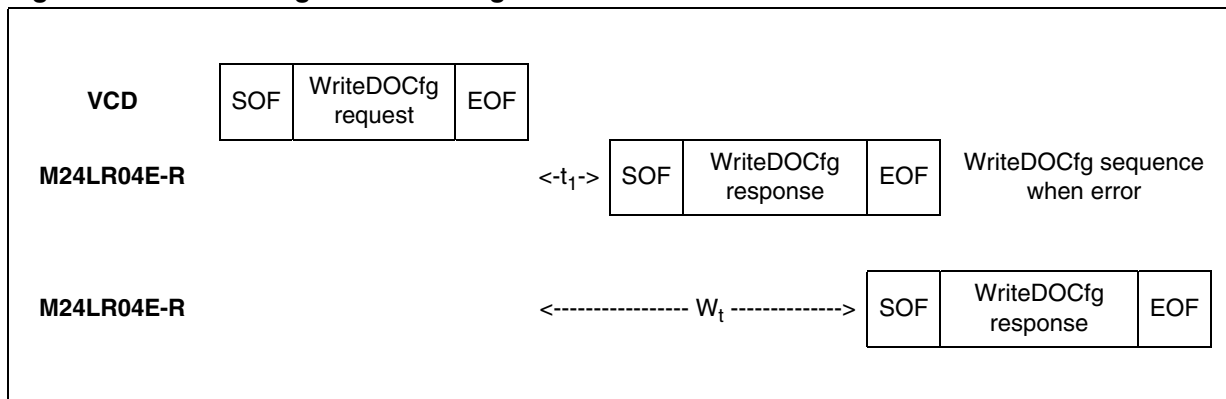 VCD SOF WriteDOCfg request EOF
M24LR04E-R <-t1-> SOF WriteDOCfg response EOF WriteDOCfg sequence when error
M24LR04E-R <----------------- Wt --------------> SOF WriteDOCfg response EOF